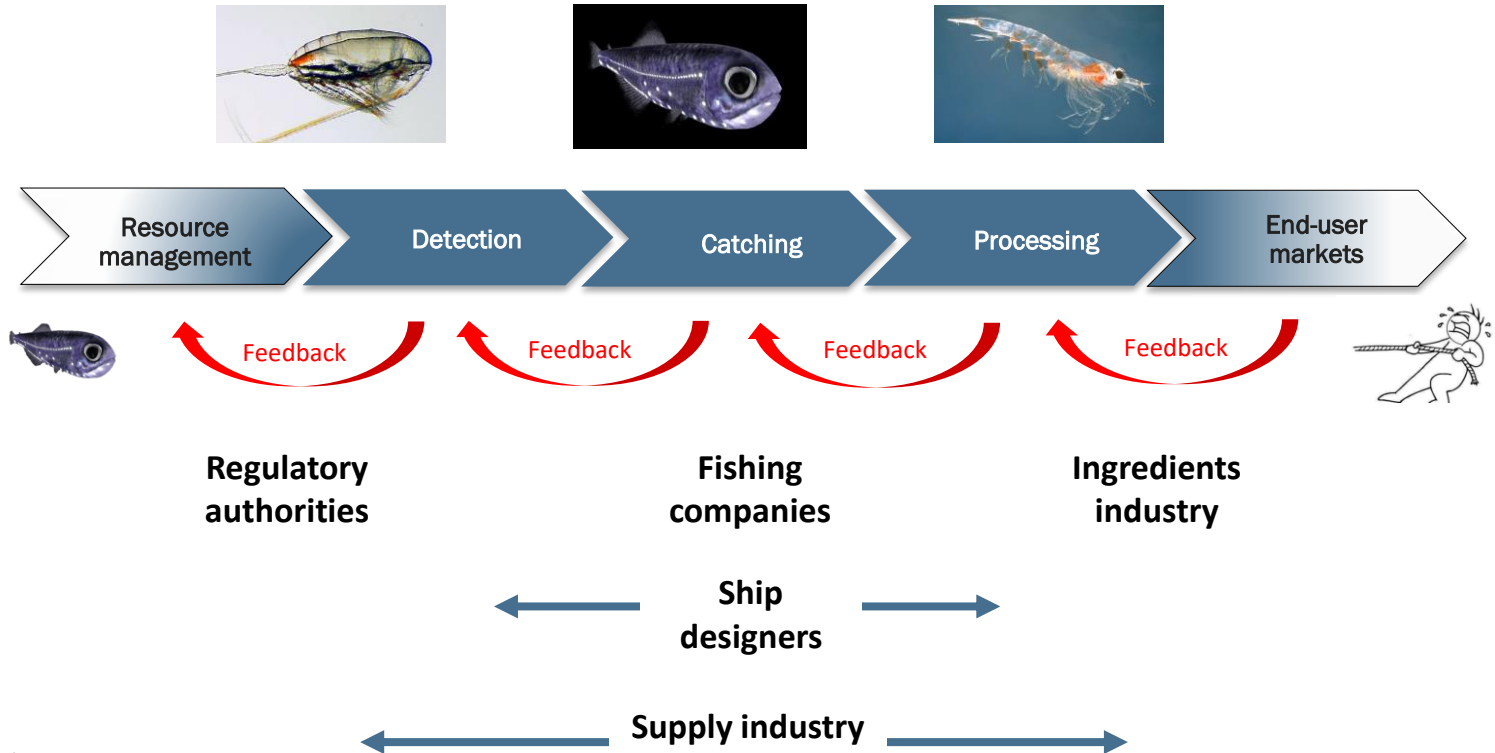 Resource
management
Detection
Catching
Processing
End-user
markets
Feedback
Feedback
Feedback
Feedback
Regulatory
authorities
Fishing
companies
Ingredients
industry
Ship
designers
Supply industry